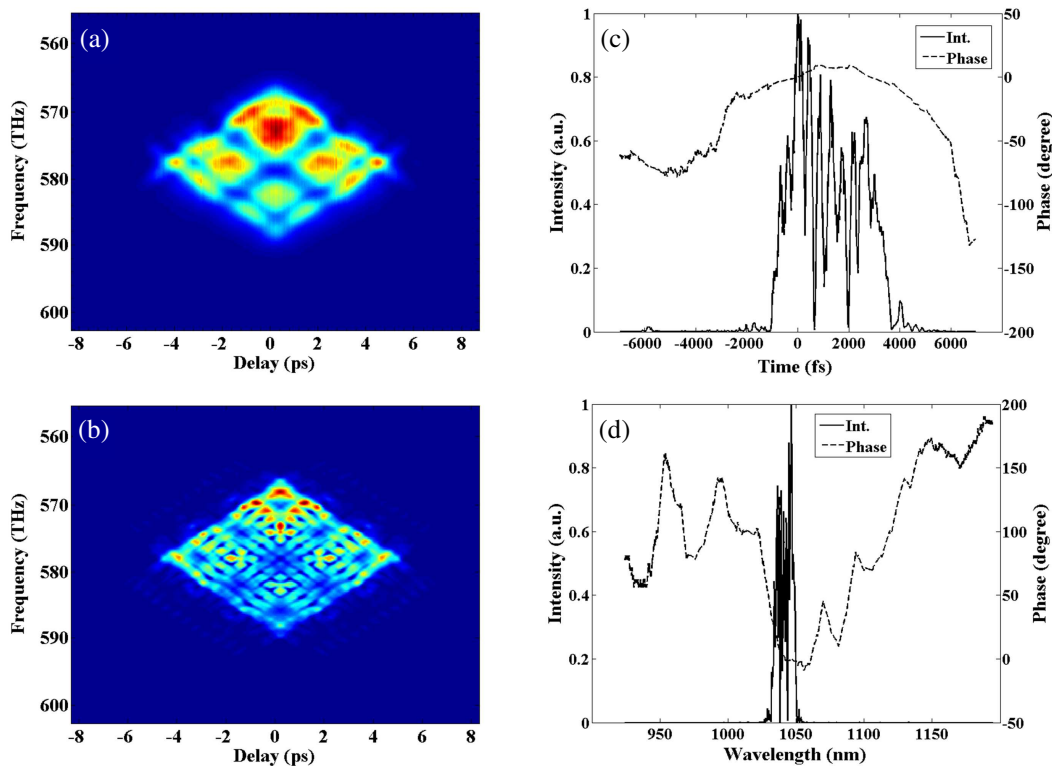 (a)
560
570
580
590
600
Frequency (THz)
-8 -6 -4 -2 0 2 4 6 8
Delay (ps)
(c)
Int.
Phase
1
0.8
0.6
0.4
0.2
0
Intensity (a.u.)
50
0
-50
-100
-150
-200
Phase (degree)
-6000 -4000 -2000 0 2000 4000 6000
Time (fs)
(b)
560
570
580
590
600
Frequency (THz)
-8 -6 -4 -2 0 2 4 6 8
Delay (ps)
(d)
Int.
Phase
1
0.8
0.6
0.4
0.2
0
Intensity (a.u.)
200
150
100
50
0
-50
Phase (degree)
950 1000 1050 1100 1150
Wavelength (nm)